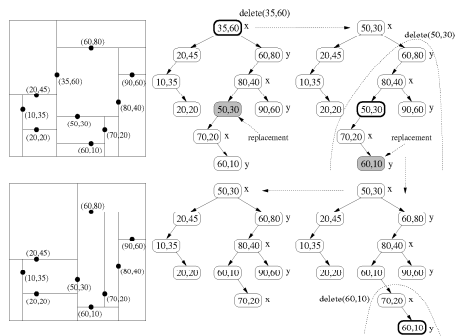 delete(35,60)
35,60 x
20,45 60,80 y
10,35 80,40 x
20,20 50,30 90,60 y
70,20 x replacement
60,10 y
50,30 x
delete(50,30)
20,45 60,80 y
10,35 80,40 x
20,20 50,30 90,60 y
70,20 x replacement
60,10 y
(60,80)
(35,60)
(90,60)
(20,45)
(80,40)
(10,35)
(50,30)
(20,20)
(70,20)
(60,10)
50,30 x
20,45 60,80 y
10,35 80,40 x
20,20 60,10 90,60 y
70,20 x
50,30 x
20,45 60,80 y
10,35 80,40 x
20,20 60,10 90,60 y
delete(60,10) 70,20 x
60,10
(60,80)
(90,60)
(20,45)
(80,40)
(10,35)
(50,30)
(20,20)
(70,20)
(60,10)